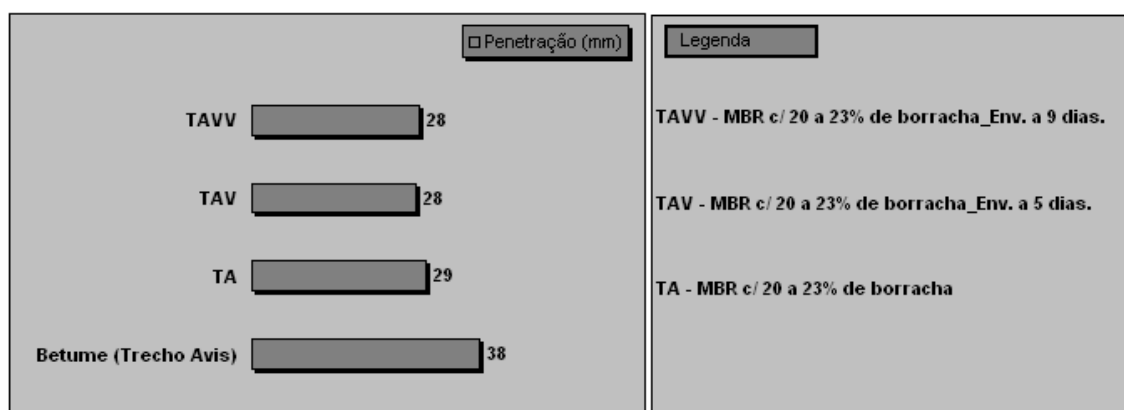 Penetração (mm)
TAVV 28
TAV 28
TA 29
Betume (Trecho Avis) 38
Legenda
TAVV - MBR c/ 20 a 23% de borracha_Env. a 9 dias.
TAV - MBR c/ 20 a 23% de borracha_Env. a 5 dias.
TA - MBR c/ 20 a 23% de borracha